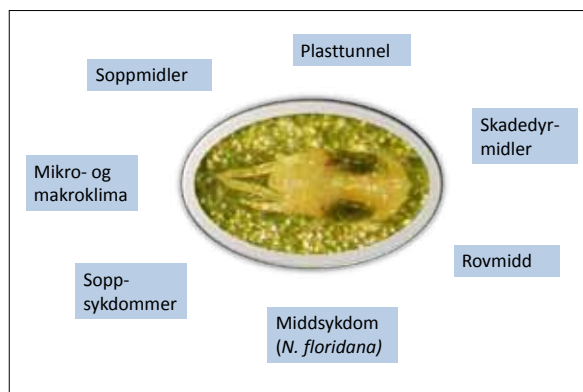 Plasttunnel
Soppmidler
Skadedyr-
midler
Mikro- og
makroklima
Rovmidd
Sopp-
sykdommer
Middsykdom
(N. floridana)